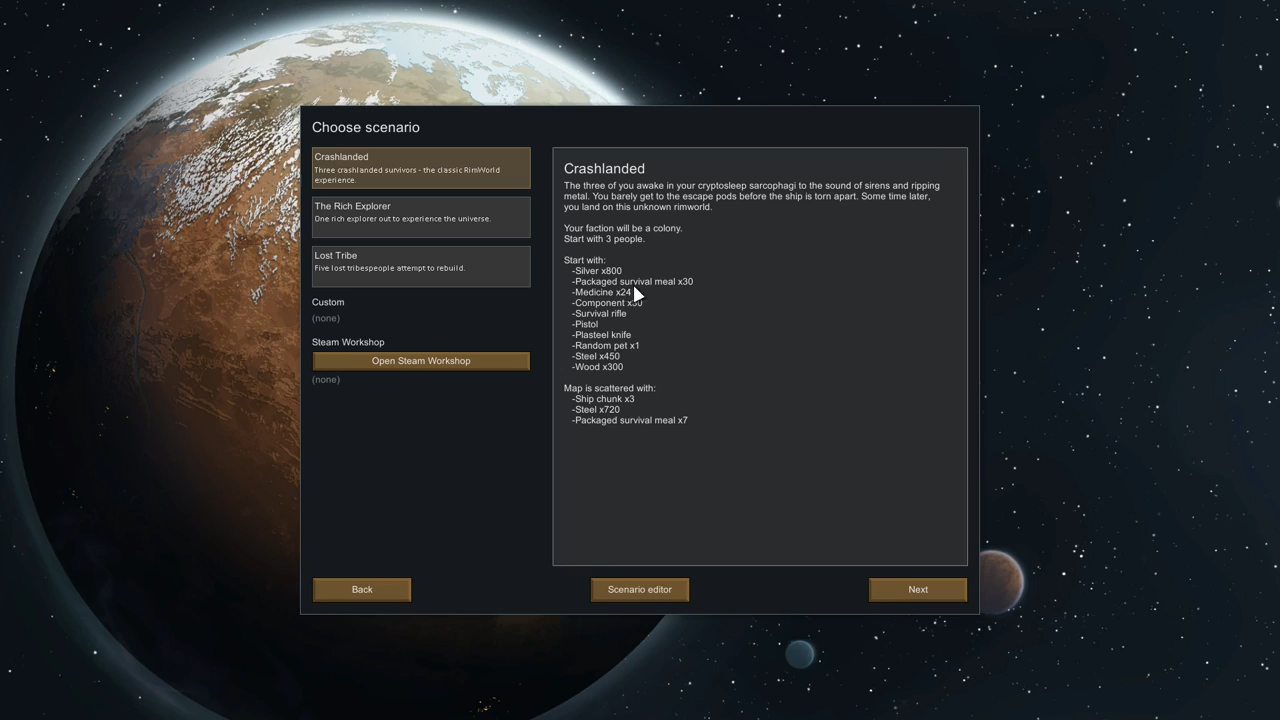 Choose scenario
Crashlanded
Three crashlanded survivors - the classic RimWorld
experience.
The Rich Explorer
One rich explorer out to experience the universe.
Lost Tribe
Five lost tribespeople attempt to rebuild.
Custom
(none)
Steam Workshop
Open Steam Workshop
(none)
Crashlanded
The three of you awake in your cryptosleep sarcophagi to the sound of sirens and ripping
metal. You barely get to the escape pods before the ship is torn apart. Some time later,
you land on this unknown rimworld.
Your faction will be a colony.
Start with 3 people.
Start with:
-Silver x800
-Packaged survival meal x30
-Medicine x24
-Component
-Survival rifle
-Pistol
-Plasteel knife
-Random pet x1
-Steel x450
-Wood x300
Map is scattered with:
-Ship chunk x3
-Steel x720
-Packaged survival meal x7
Back
Scenario editor
Next